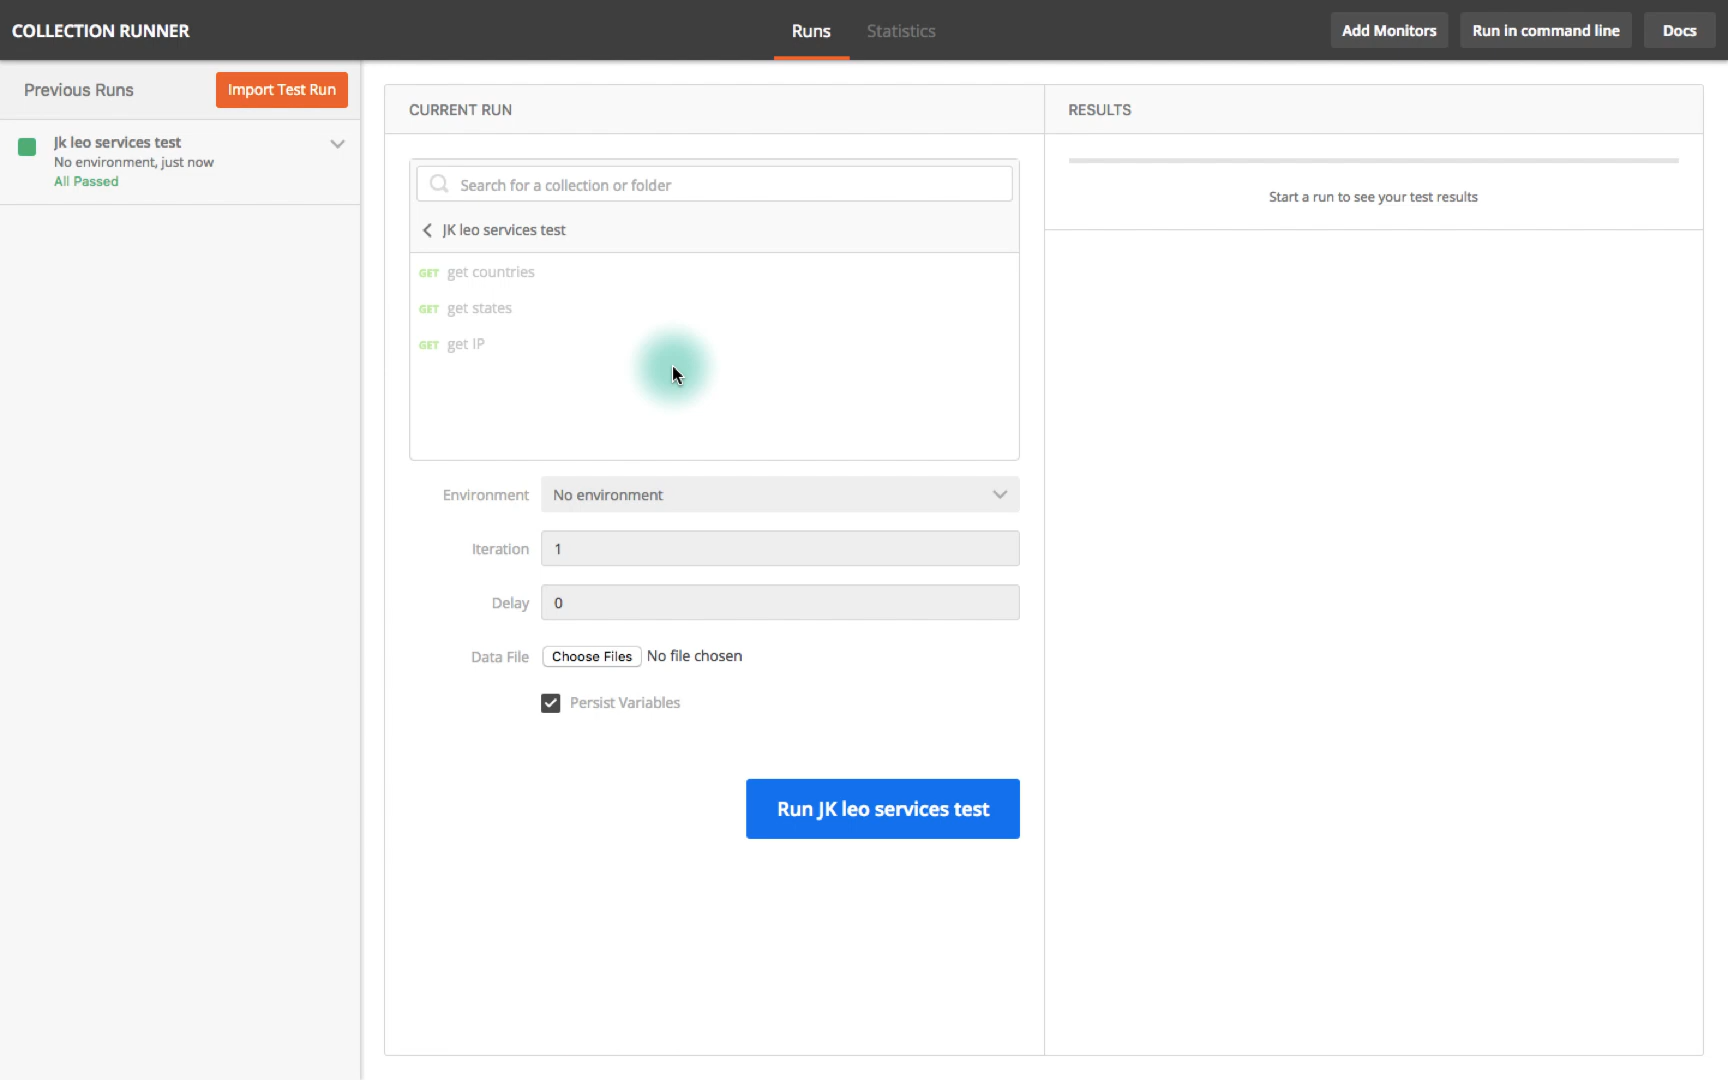 COLLECTION RUNNER
Runs
Statistics
Add Monitors
Run in command line
Docs
Previous Runs
Import Test Run
Jk leo services test
No environment, just now
All Passed
CURRENT RUN
Search for a collection or folder
JK leo services test
GET get countries
GET get states
GET get IP
Environment
No environment
Iteration
1
Delay
0
Data File
Choose Files
No file chosen
Persist Variables
Run JK leo services test
RESULTS
Start a run to see your test results